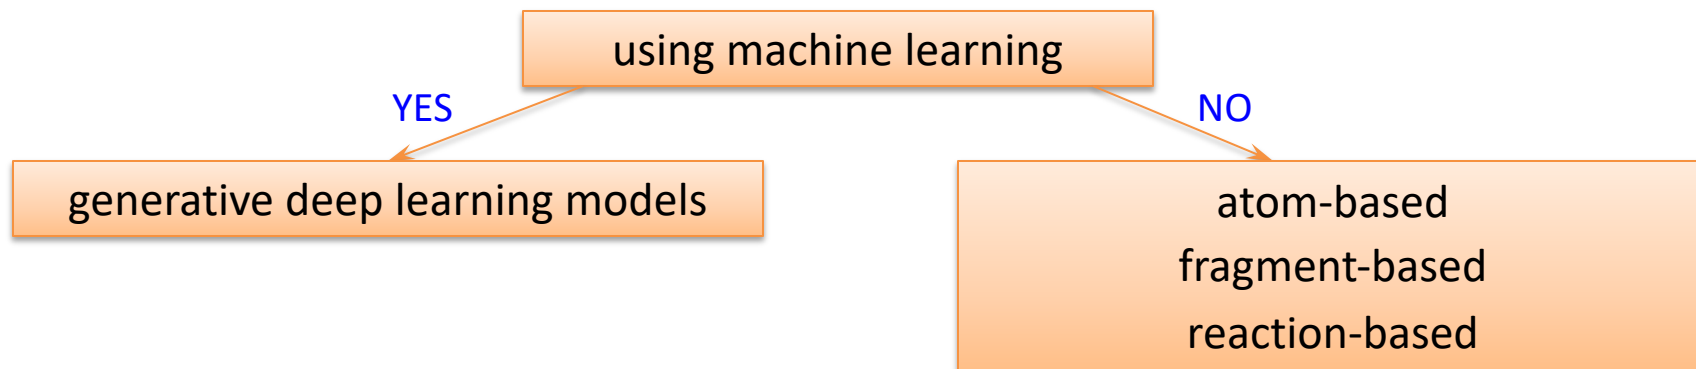 using machine learning
YES
NO
generative deep learning models
atom-based
fragment-based
reaction-based